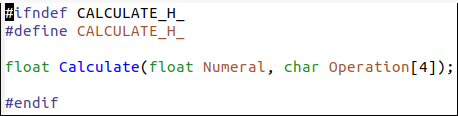 #ifndef CALCULATE_H_
#define CALCULATE_H_
float Calculate(float Numeral, char Operation[4]);
#endif